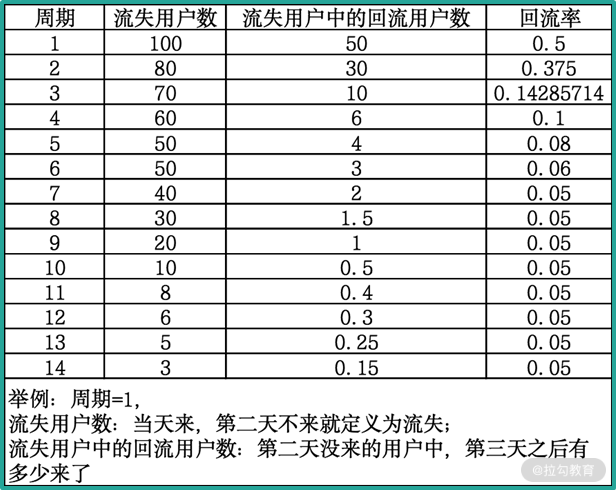 周期 流失用户数 流失用户中的回流用户数 回流率
1 100 50 0.5
2 80 30 0.375
3 70 10 0.14285714
4 60 6 0.1
5 50 4 0.08
6 50 3 0.06
7 40 2 0.05
8 30 1.5 0.05
9 20 1 0.05
10 10 0.5 0.05
11 8 0.4 0.05
12 6 0.3 0.05
13 5 0.25 0.05
14 3 0.15 0.05
举例：周期=1，
流失用户数：当天来，第二天不来就定义为流失；
流失用户中的回流用户数：第二天没来的用户中，第三天之后有
多少来了
@拉勾教育